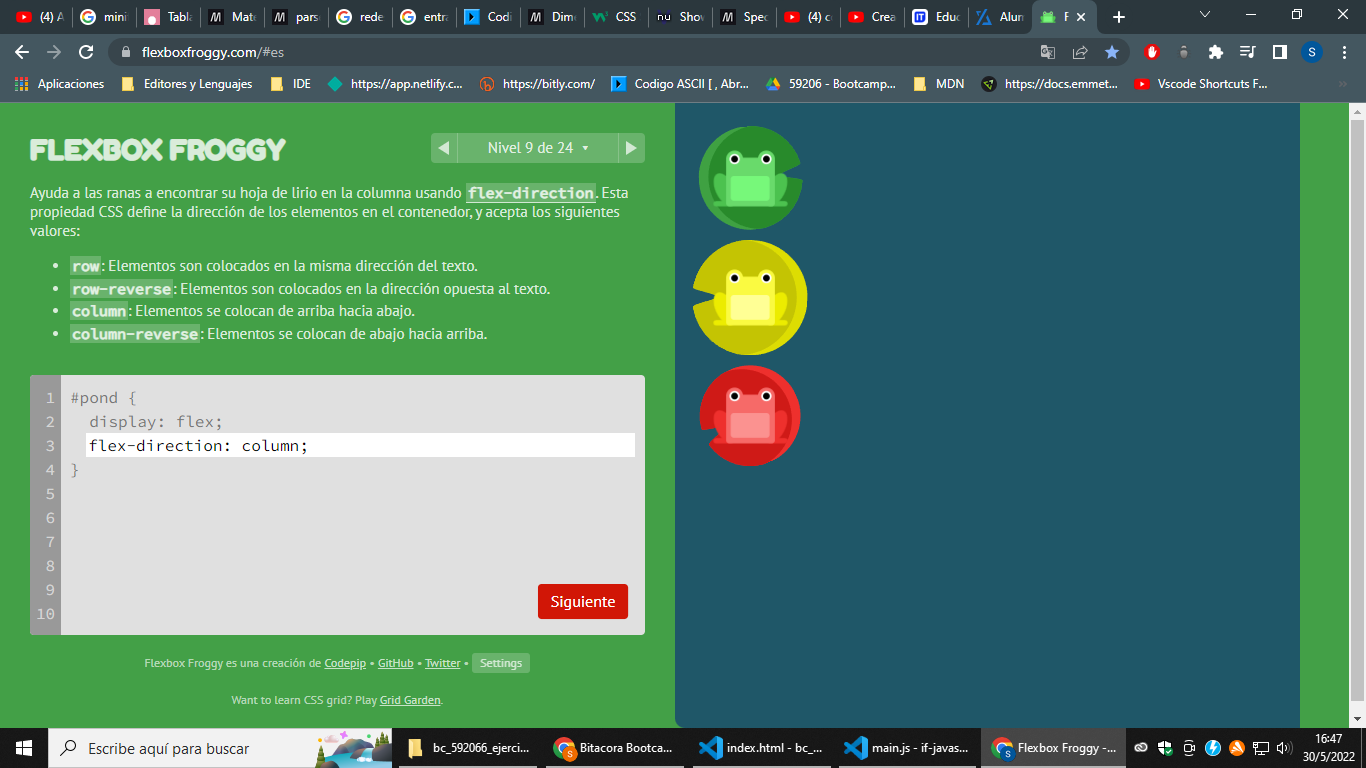 (4) A
mini
Tabla
Mate
pars
rede
entra
Codi
Dim
CSS
Show
Spec
(4) c
Crea
Educ
Alun
F
flexboxfroggy.com/#es
S
Aplicaciones
Editores y Lenguajes
IDE
https://app.netlify.c...
https://bitly.com/
Codigo ASCII [ , Abr...
59206 - Bootcamp...
MDN
https://docs.emmet...
Vscode Shortcuts F...
FLEXBOX FROGGY
Nivel 9 de 24
Ayuda a las ranas a encontrar su hoja de lirio en la columna usando flex-direction. Esta
propiedad CSS define la dirección de los elementos en el contenedor, y acepta los siguientes
valores:
• row: Elementos son colocados en la misma dirección del texto.
• row-reverse: Elementos son colocados en la dirección opuesta al texto.
• column: Elementos se colocan de arriba hacia abajo.
• column-reverse: Elementos se colocan de abajo hacia arriba.
1 #pond {
2 display: flex;
3 flex-direction: column;
4 }
5
6
7
8
9
10
Siguiente
Flexbox Froggy es una creación de Codepip • GitHub • Twitter • Settings
Want to learn CSS grid? Play Grid Garden.
Escribe aquí para buscar
bc_592066_ejerci...
Bitacora Bootca...
index.html - bc_...
main.js - if-javas...
Flexbox Froggy -...
16:47
30/5/2022